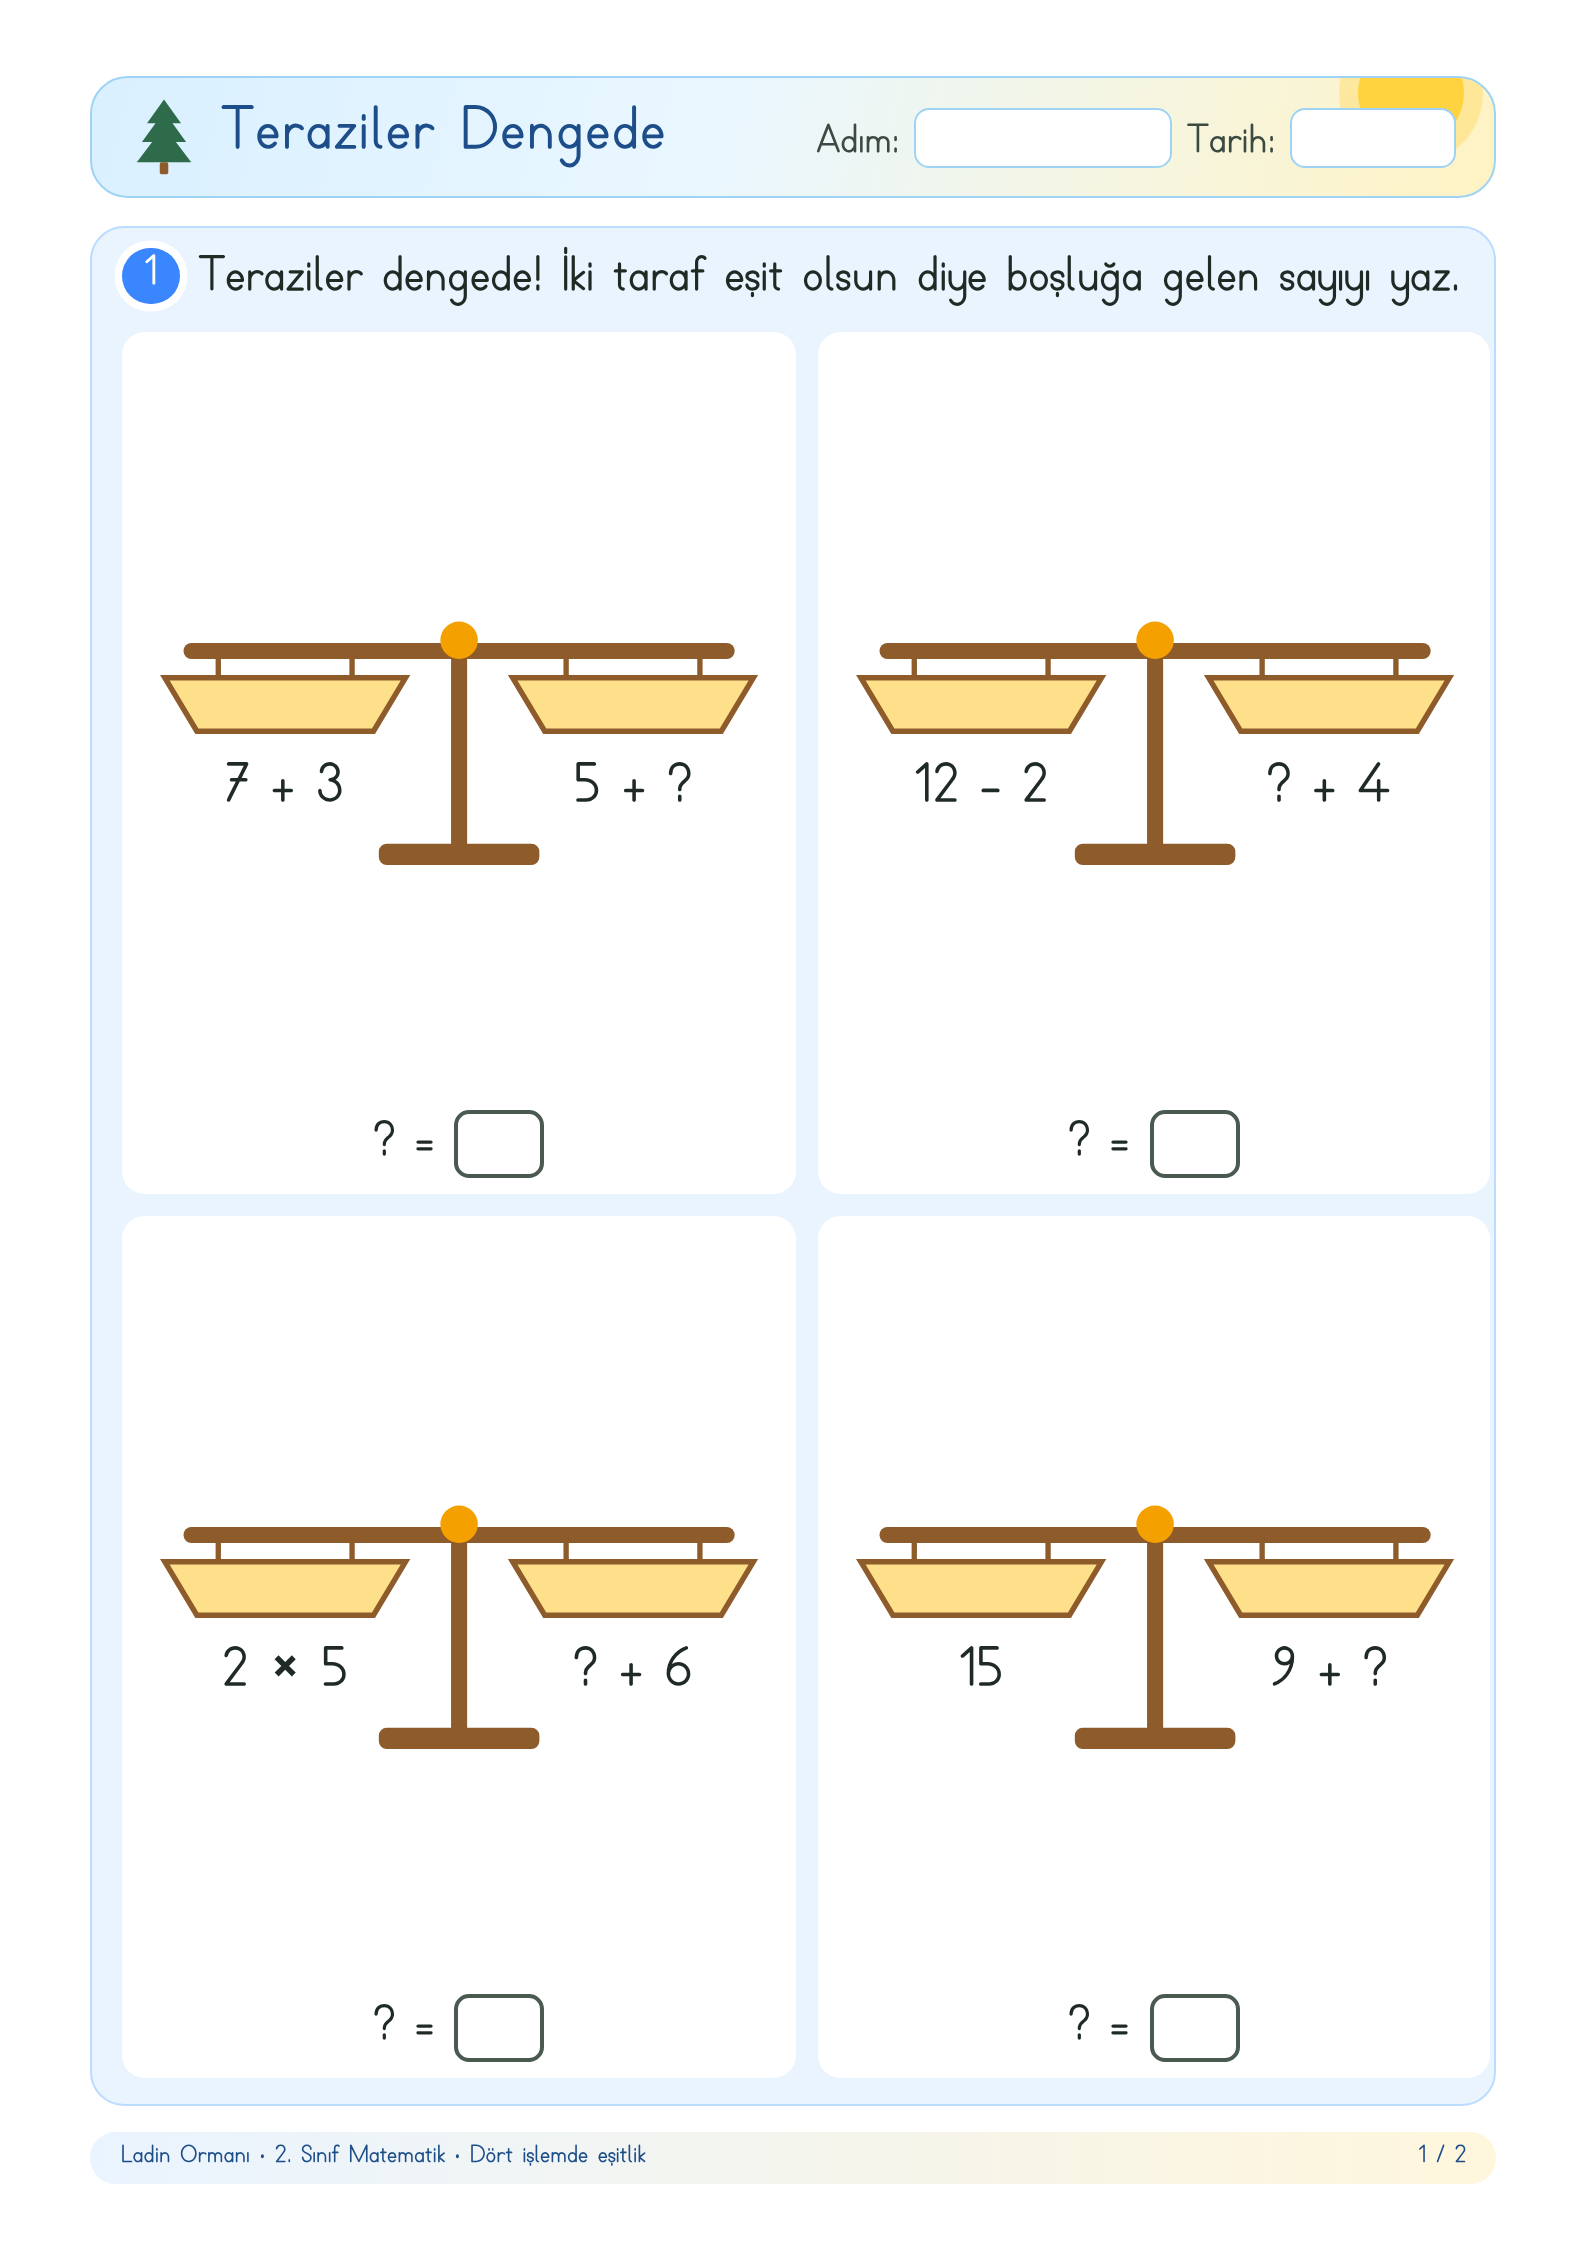 Teraziler Dengede
Adım:
Tarih:
1 Teraziler dengede! İki taraf eşit olsun diye boşluğa gelen sayıyı yaz.
7 + 3
5 + ?
? =
12 - 2
? + 4
? =
2 × 5
? + 6
? =
15
9 + ?
? =
Ladin Ormanı • 2. Sınıf Matematik • Dört işlemde eşitlik
1 / 2